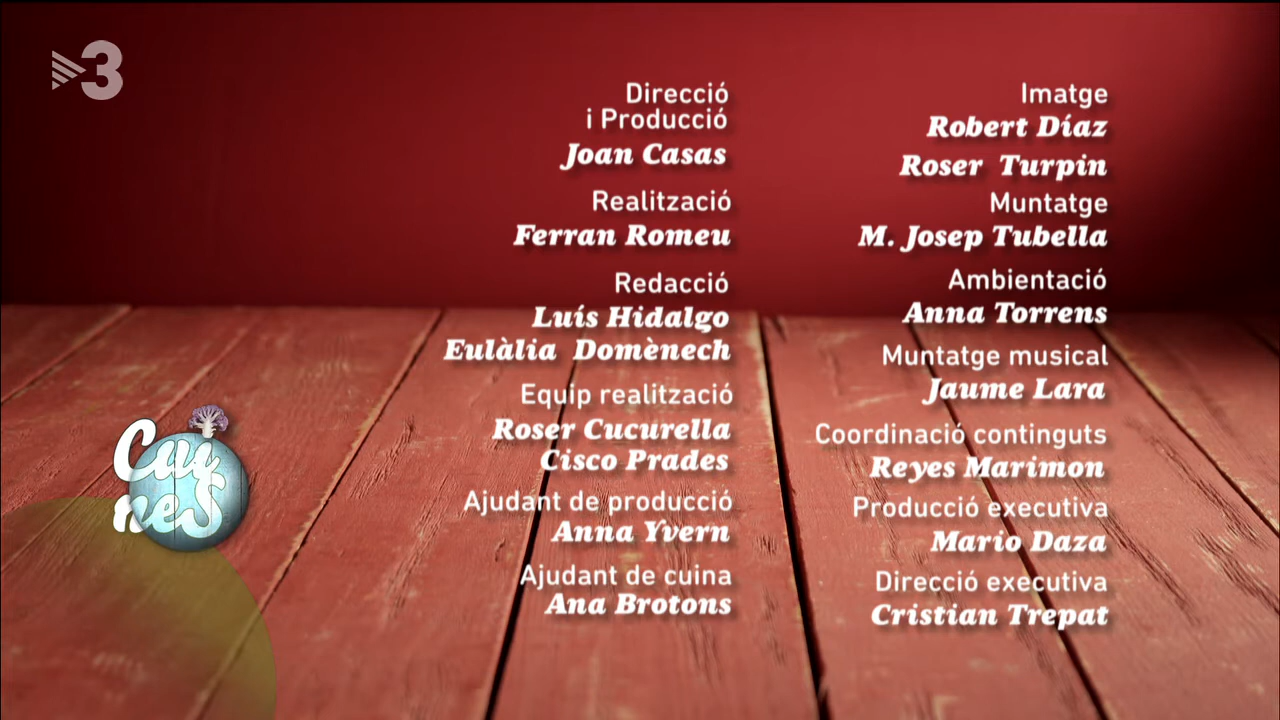 3
Direcció
i Producció
Joan Casas
Realització
Ferran Romeu
Redacció
Luís Hidalgo
Eulàlia Domènech
Equip realització
Roser Cucurella
Cisco Prades
Ajudant de producció
Anna Yvern
Ajudant de cuina
Ana Brotons
Imatge
Robert Díaz
Roser Turpin
Muntatge
M. Josep Tubella
Ambientació
Anna Torrens
Muntatge musical
Jaume Lara
Coordinació continguts
Reyes Marimon
Producció executiva
Mario Daza
Direcció executiva
Cristian Trepat
Cui
nes